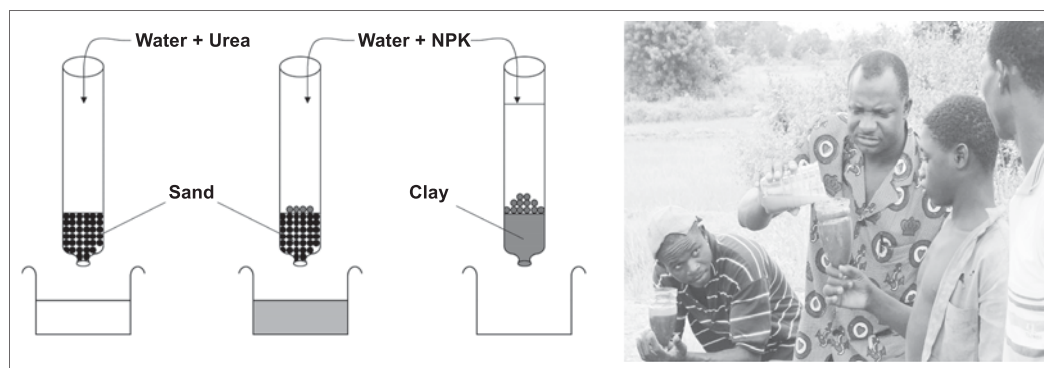 Water + Urea
Water + NPK
Sand
Clay